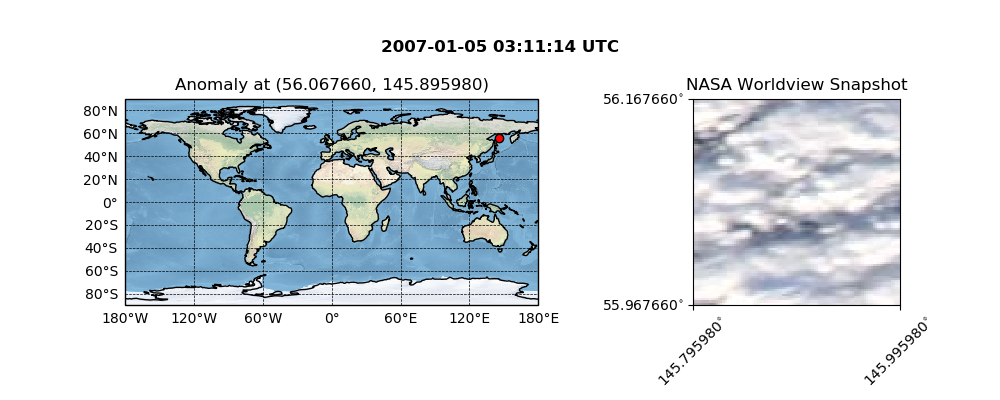 2007-01-05 03:11:14 UTC
Anomaly at (56.067660, 145.895980)
80°N
60°N
40°N
20°N
0°
20°S
40°S
60°S
80°S
180°W 120°W 60°W 0° 60°E 120°E 180°E
NASA Worldview Snapshot
56.167660°
55.967660°
145.795980°
145.995980°